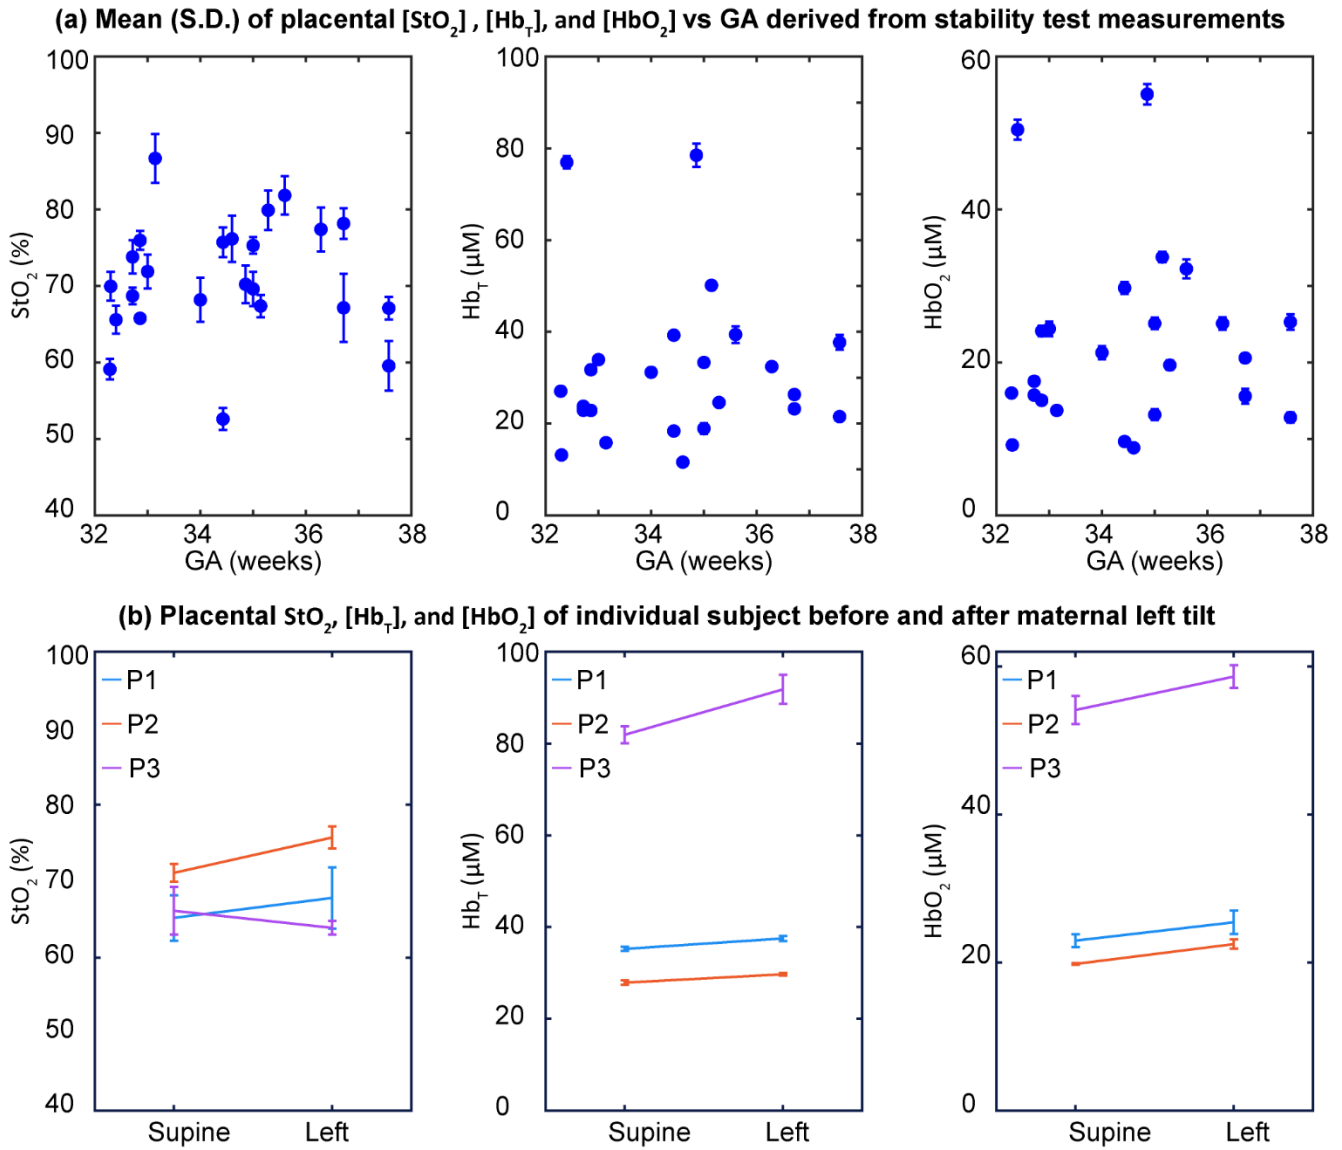 (a) Mean (S.D.) of placental [StO₂] , [Hb_T], and [HbO₂] vs GA derived from stability test measurements
100
90
80
70
60
50
40
StO₂ (%)
32 34 36 38
GA (weeks)
100
80
60
40
20
0
Hb_T (µM)
32 34 36 38
GA (weeks)
60
40
20
0
HbO₂ (µM)
32 34 36 38
GA (weeks)
(b) Placental StO₂, [Hb_T], and [HbO₂] of individual subject before and after maternal left tilt
100
90
80
70
60
50
40
StO₂ (%)
P1
P2
P3
Supine Left
100
80
60
40
20
0
Hb_T (µM)
P1
P2
P3
Supine Left
60
40
20
0
HbO₂ (µM)
P1
P2
P3
Supine Left